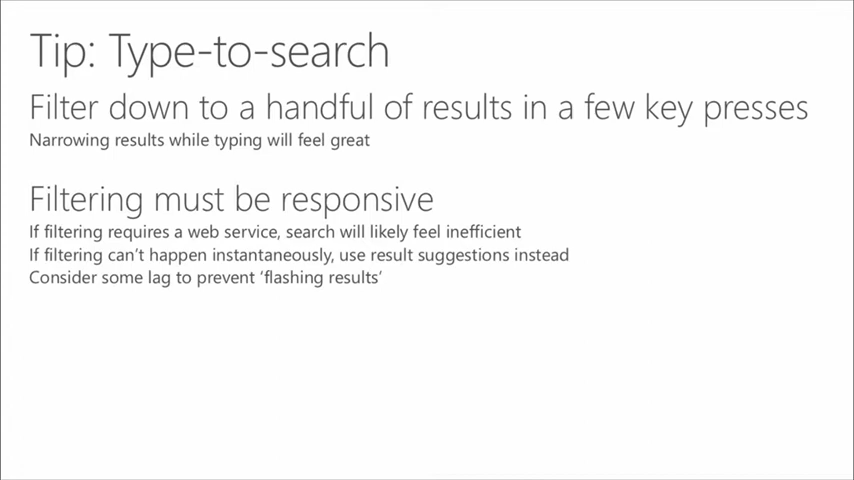 Tip: Type-to-search
Filter down to a handful of results in a few key presses
Narrowing results while typing will feel great
Filtering must be responsive
If filtering requires a web service, search will likely feel inefficient
If filtering can't happen instantaneously, use result suggestions instead
Consider some lag to prevent 'flashing results'